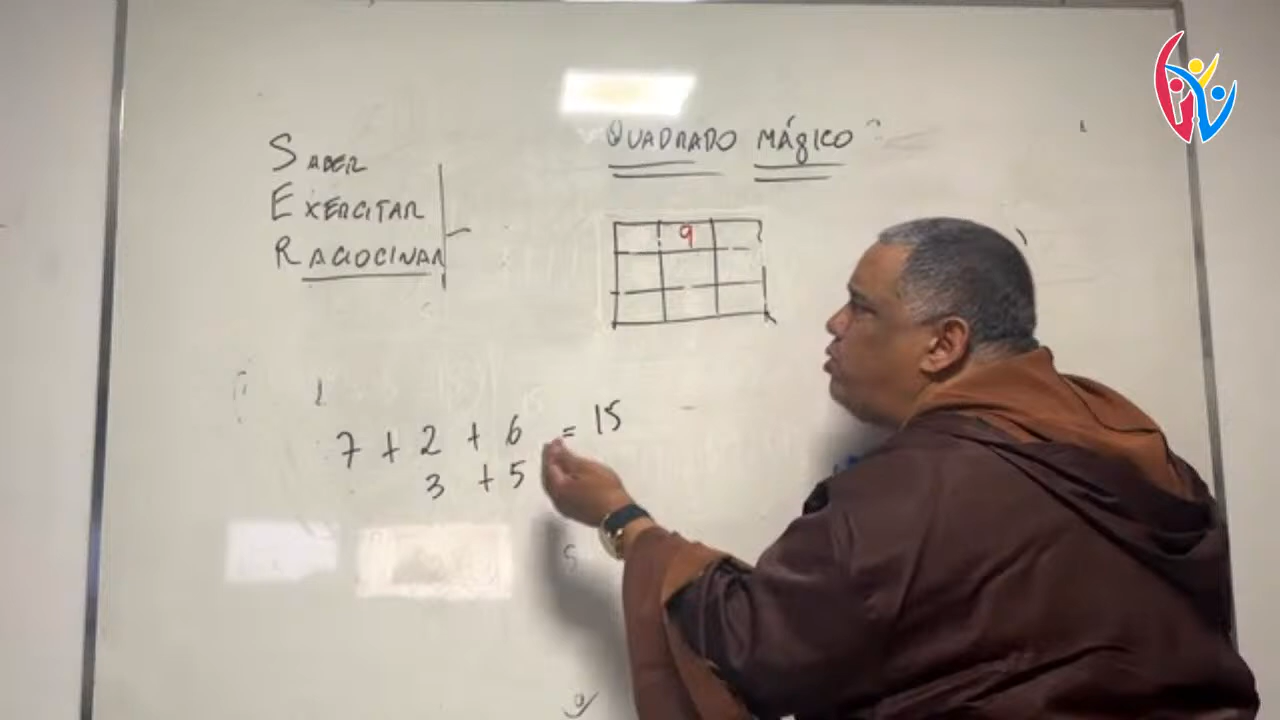 SABER
EXERCITAR
RACIOCINAR
QUADRADO MÁGICO
9
7 + 2 + 6 = 15
3 + 5